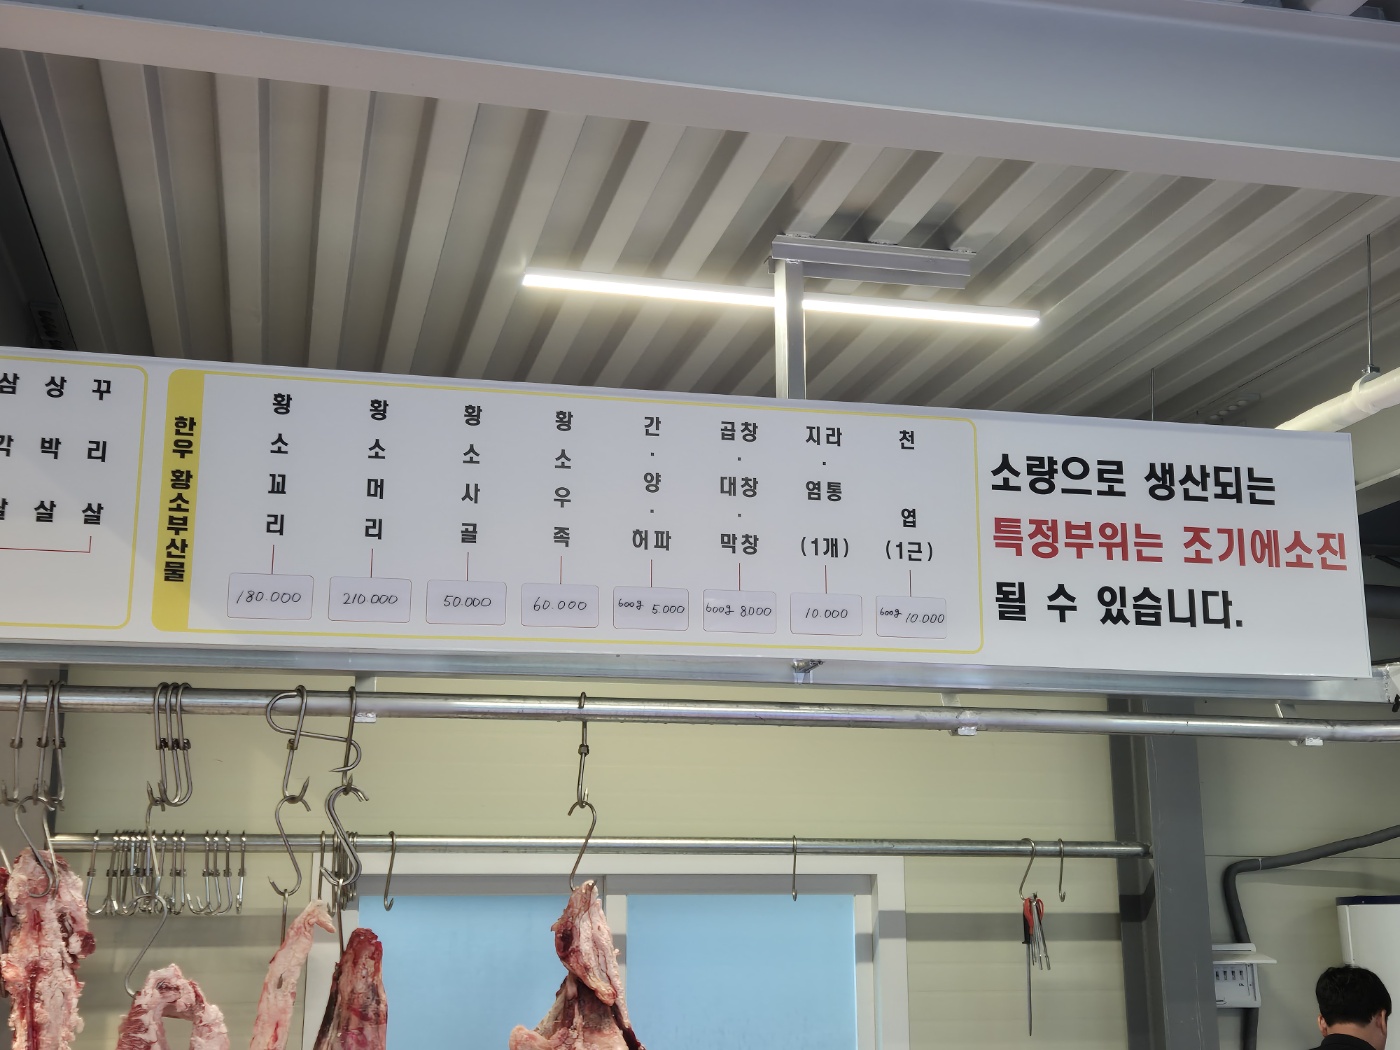 삼 상 꾸
각 박 리
살 살 살
한우 황소부산물
황소꼬리
180.000
황소머리
210.000
황소사골
50.000
황소우족
60.000
간·양·허파
600g 5.000
곱창·대창·막창
600g 8000
지라·염통 (1개)
10.000
천엽 (1근)
600g 10.000
소량으로 생산되는
특정부위는 조기에소진
될 수 있습니다.